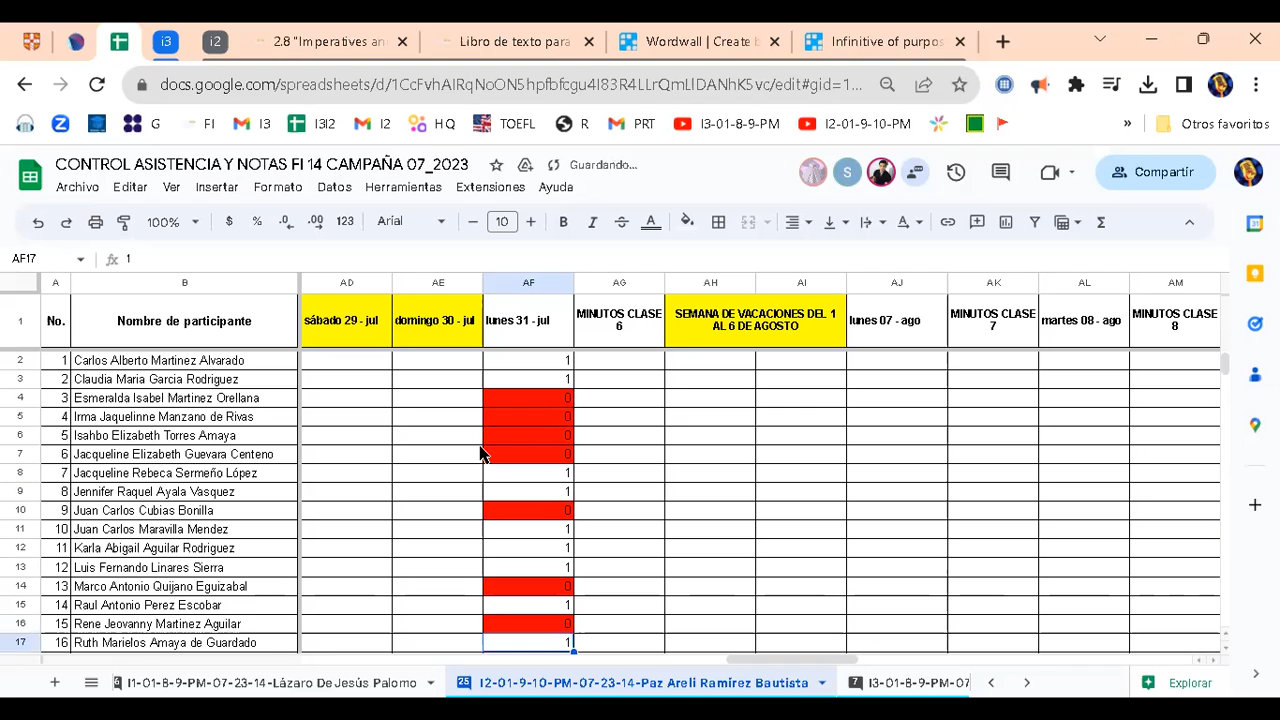 i3
i2
2.8 "Imperatives an
Libro de texto para
Wordwall | Create b
Infinitive of purpos
docs.google.com/spreadsheets/d/1CcFvhAIRqNoON5hpfbfcgu4I83R4LLrQmLlDANhK5vc/edit#gid=1...
G
FI
I3
I3I2
I2
HQ
TOEFL
R
PRT
I3-01-8-9-PM
I2-01-9-10-PM
»
Otros favoritos
CONTROL ASISTENCIA Y NOTAS FI 14 CAMPAÑA 07_2023
Guardando...
S
Compartir
Archivo Editar Ver Insertar Formato Datos Herramientas Extensiones Ayuda
100% $ % .0 .00 123 Arial − 10 + B I A
AF17 fx 1
A B AD AE AF AG AH AI AJ AK AL AM
1 No. Nombre de participante sábado 29 - jul domingo 30 - jul lunes 31 - jul MINUTOS CLASE 6 SEMANA DE VACACIONES DEL 1 AL 6 DE AGOSTO lunes 07 - ago MINUTOS CLASE 7 martes 08 - ago MINUTOS CLASE 8
2 1 Carlos Alberto Martinez Alvarado 1
3 2 Claudia Maria Garcia Rodriguez 1
4 3 Esmeralda Isabel Martinez Orellana 0
5 4 Irma Jaquelinne Manzano de Rivas 0
6 5 Isahbo Elizabeth Torres Amaya 0
7 6 Jacqueline Elizabeth Guevara Centeno 0
8 7 Jacqueline Rebeca Sermeño López 1
9 8 Jennifer Raquel Ayala Vasquez 1
10 9 Juan Carlos Cubias Bonilla 0
11 10 Juan Carlos Maravilla Mendez 1
12 11 Karla Abigail Aguilar Rodriguez 1
13 12 Luis Fernando Linares Sierra 1
14 13 Marco Antonio Quijano Eguizabal 0
15 14 Raul Antonio Perez Escobar 1
16 15 Rene Jeovanny Martinez Aguilar 0
17 16 Ruth Marielos Amaya de Guardado 1
I1-01-8-9-PM-07-23-14-Lázaro DeJesús Palomo
25 I2-01-9-10-PM-07-23-14-Paz Areli Ramírez Bautista
7 I3-01-8-9-PM-07
Explorar